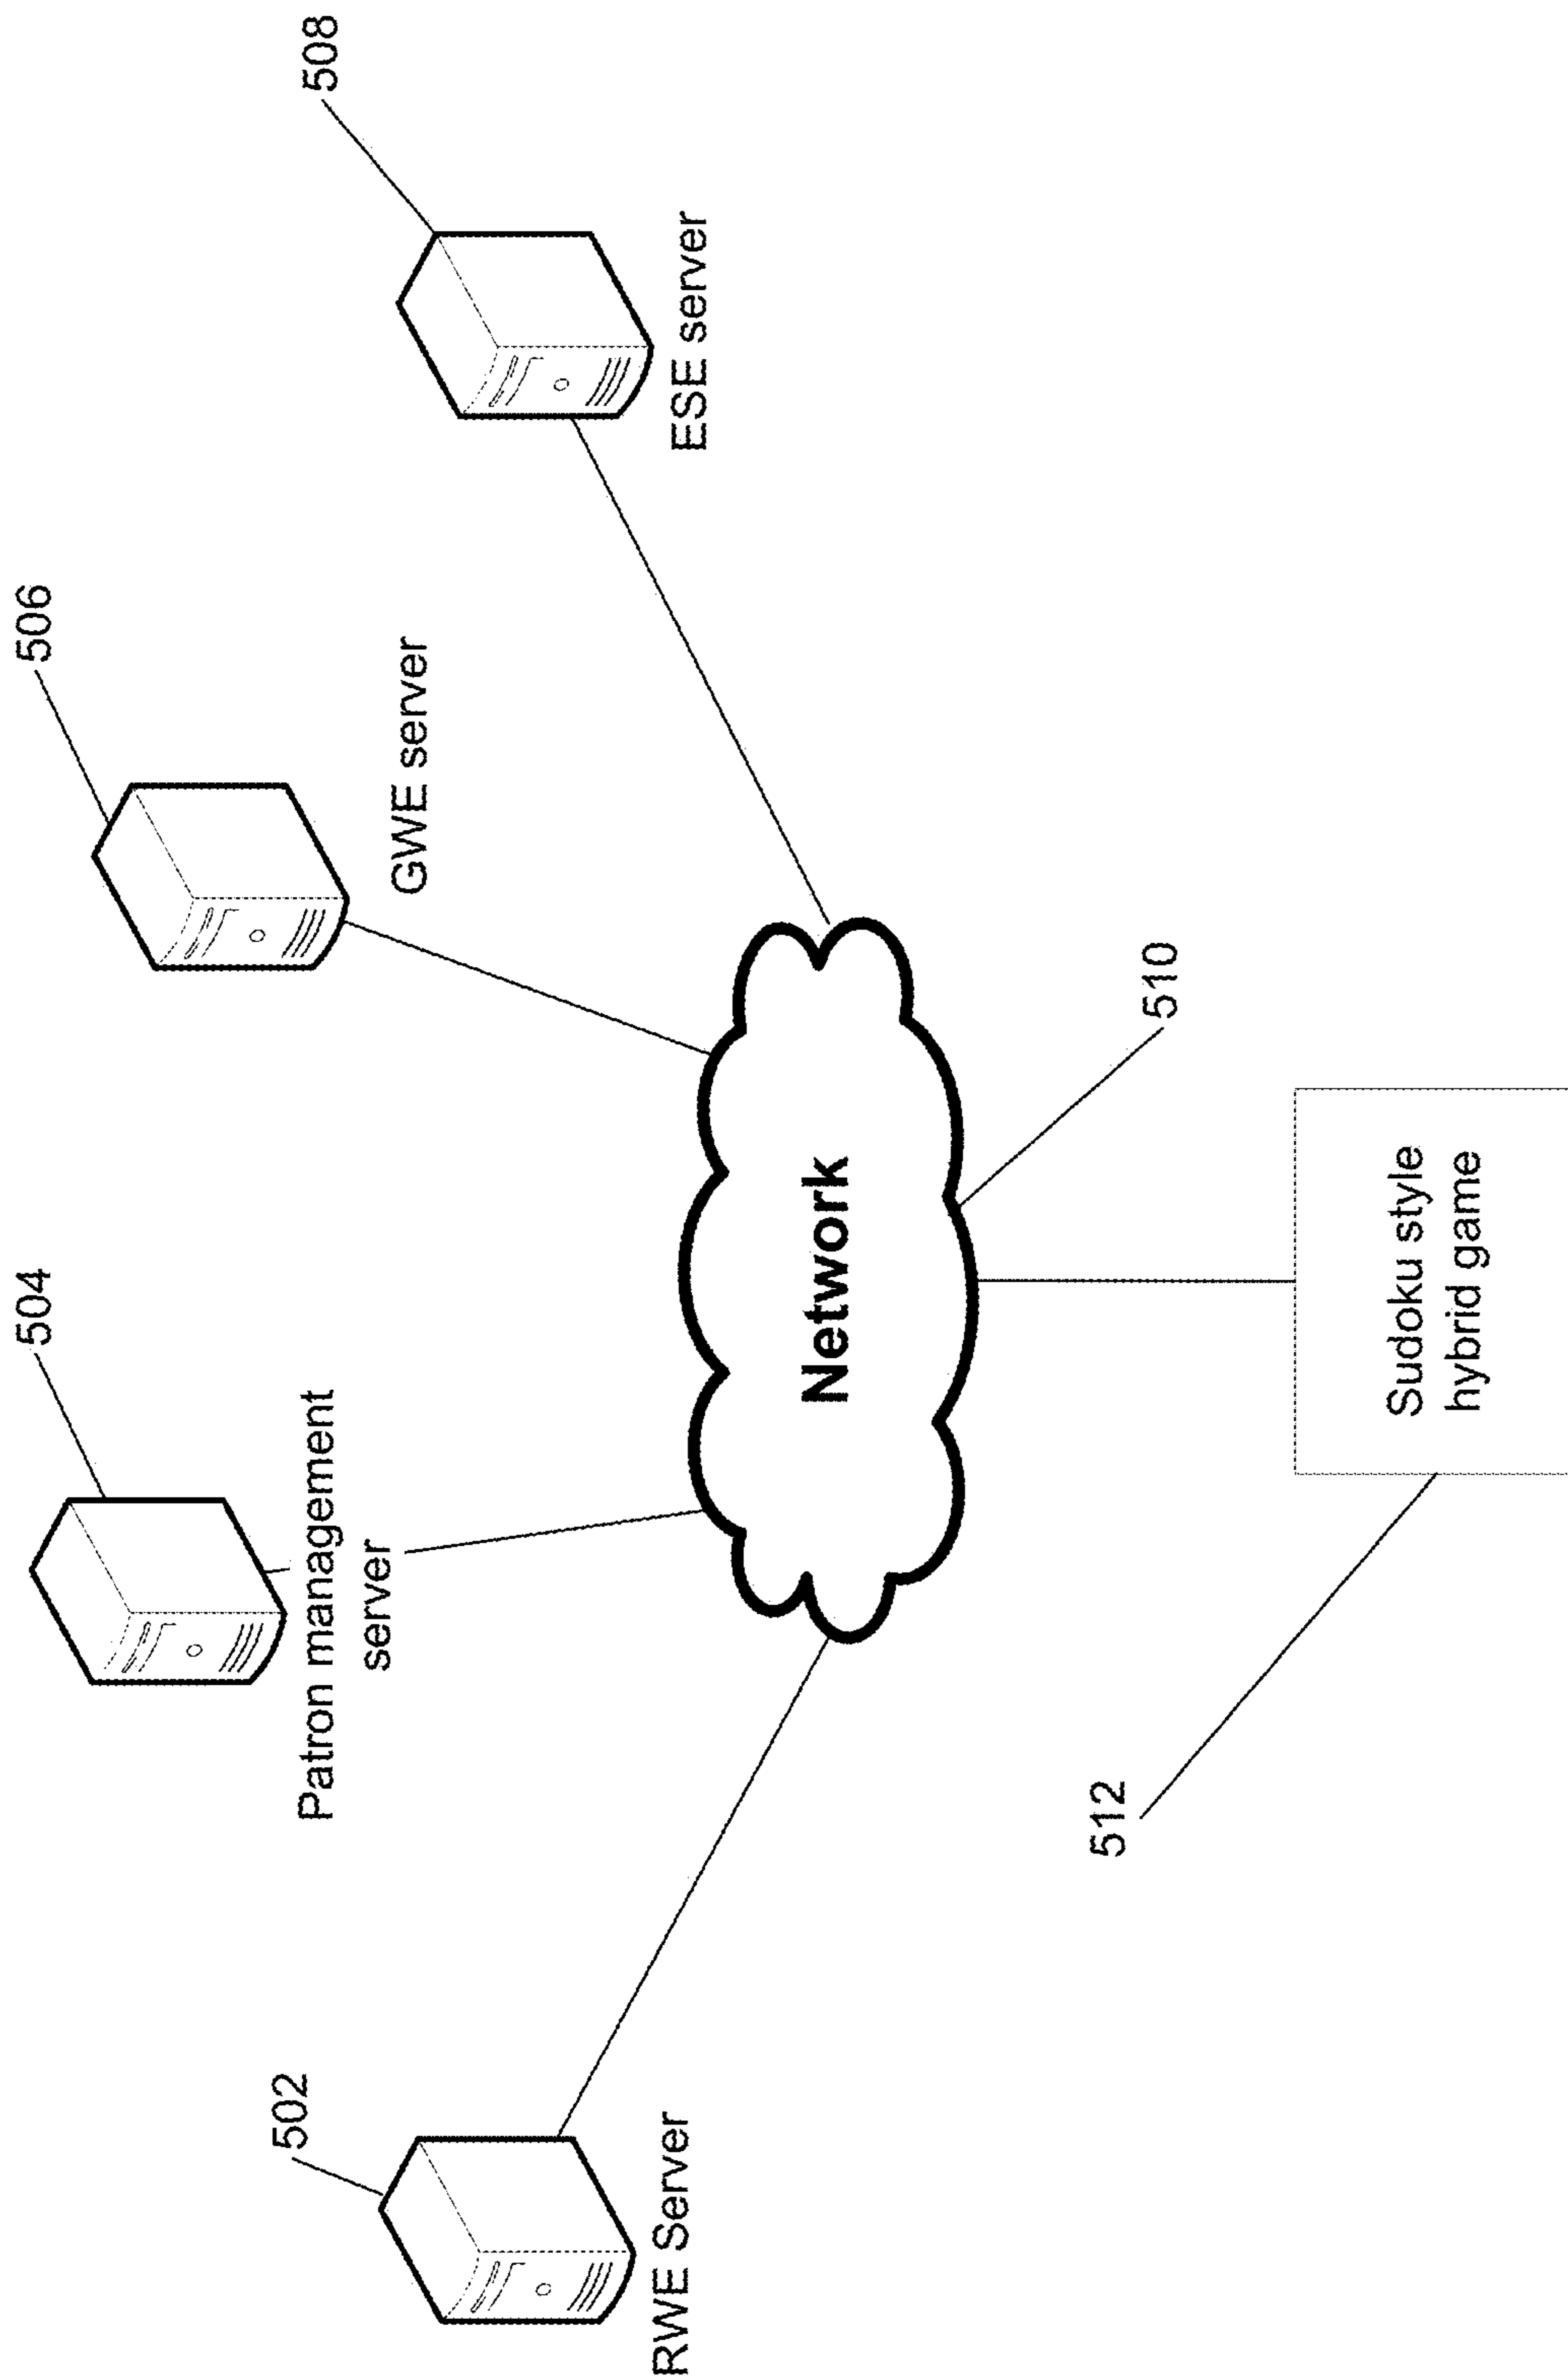 504
506
502
508
Patron management
server
GWE server
RWE Server
ESE server
Network
512
510
Sudoku style
hybrid game